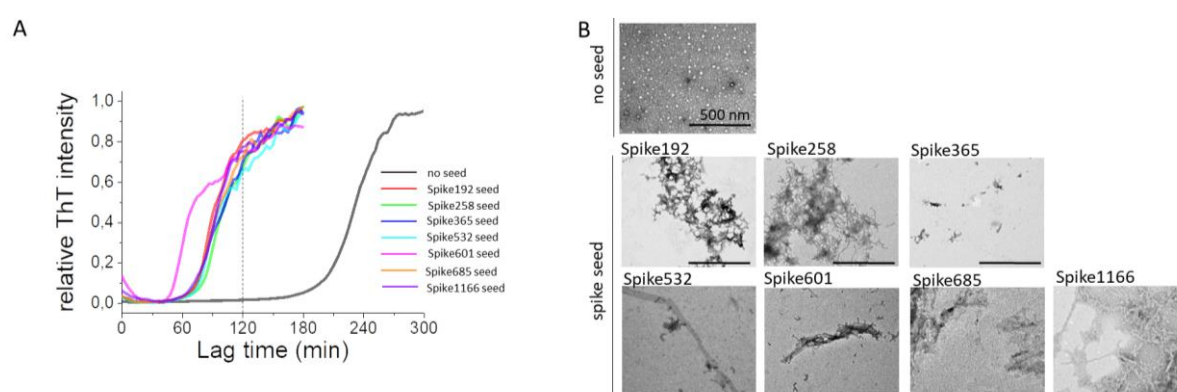 A
relative ThT intensity
1,0
0,8
0,6
0,4
0,2
0,0
0 60 120 180 240 300
Lag time (min)
no seed
Spike192 seed
Spike258 seed
Spike365 seed
Spike532 seed
Spike601 seed
Spike685 seed
Spike1166 seed
B
no seed
500 nm
spike seed
Spike192 Spike258 Spike365
Spike532 Spike601 Spike685 Spike1166